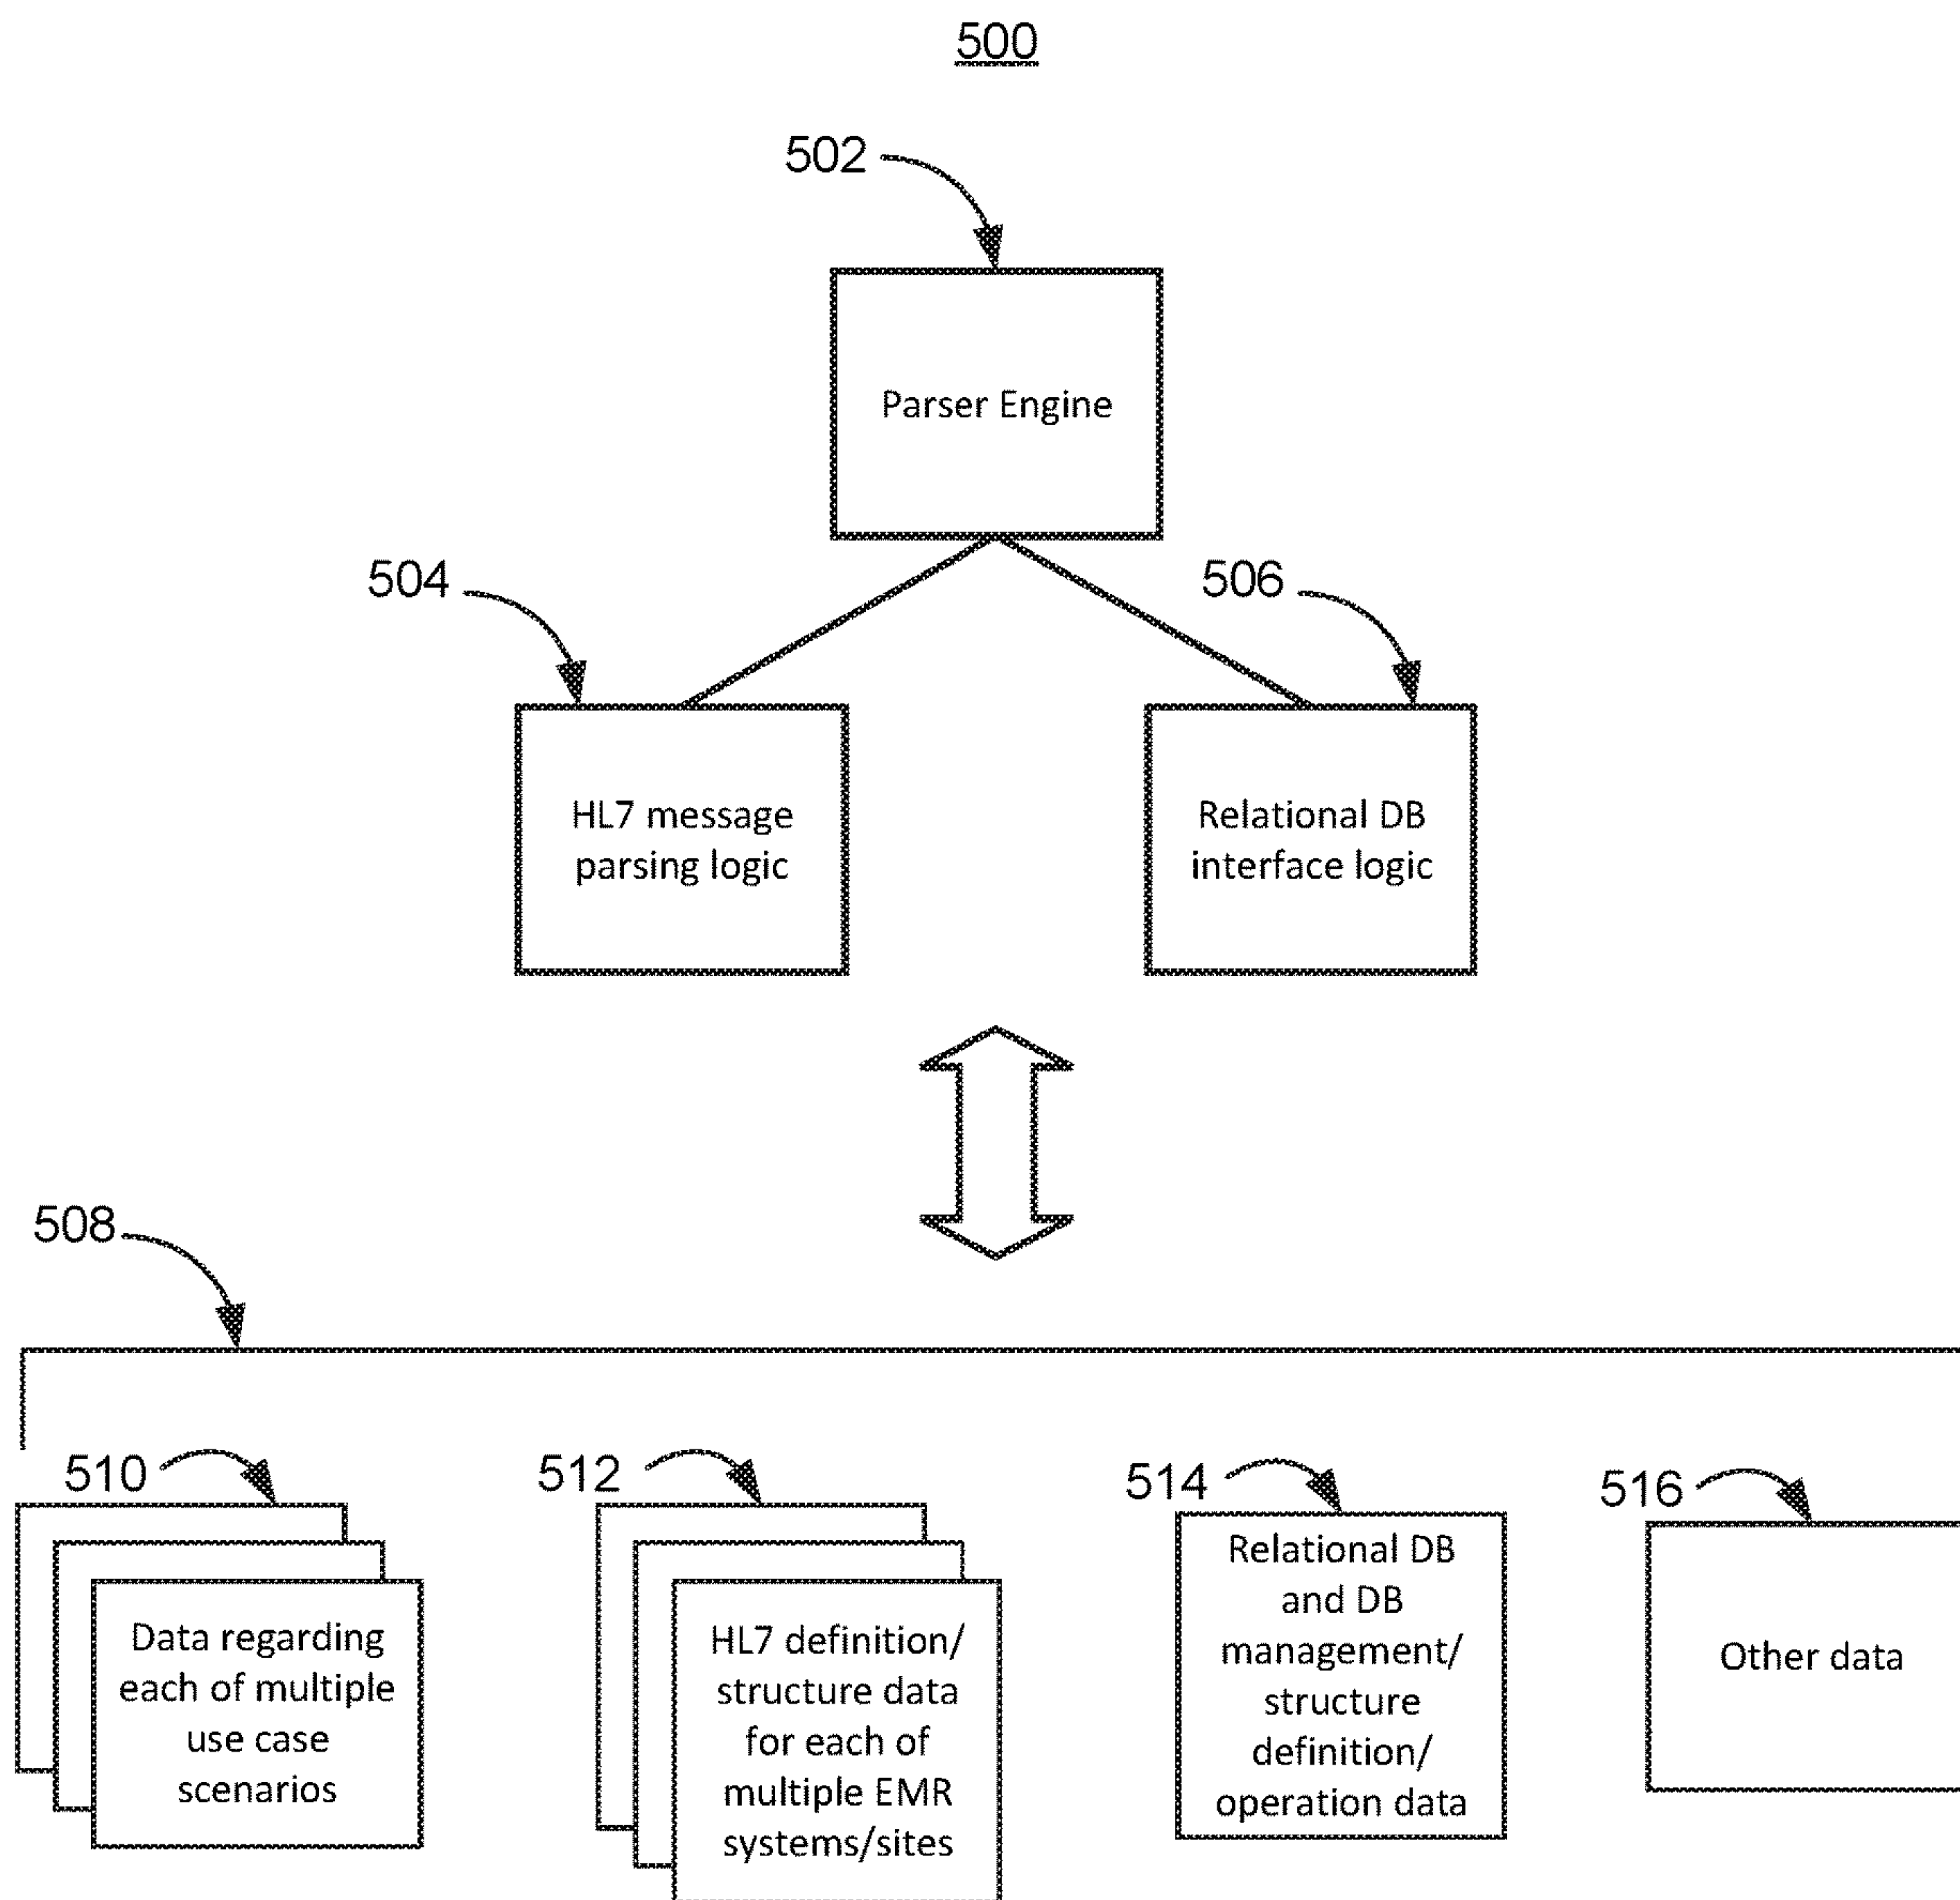 500
502
Parser Engine
504
506
HL7 message
parsing logic
Relational DB
interface logic
508
510
512
514
516
Data regarding
each of multiple
use case
scenarios
HL7 definition/
structure data
for each of
multiple EMR
systems/sites
Relational DB
and DB
management/
structure
definition/
operation data
Other data